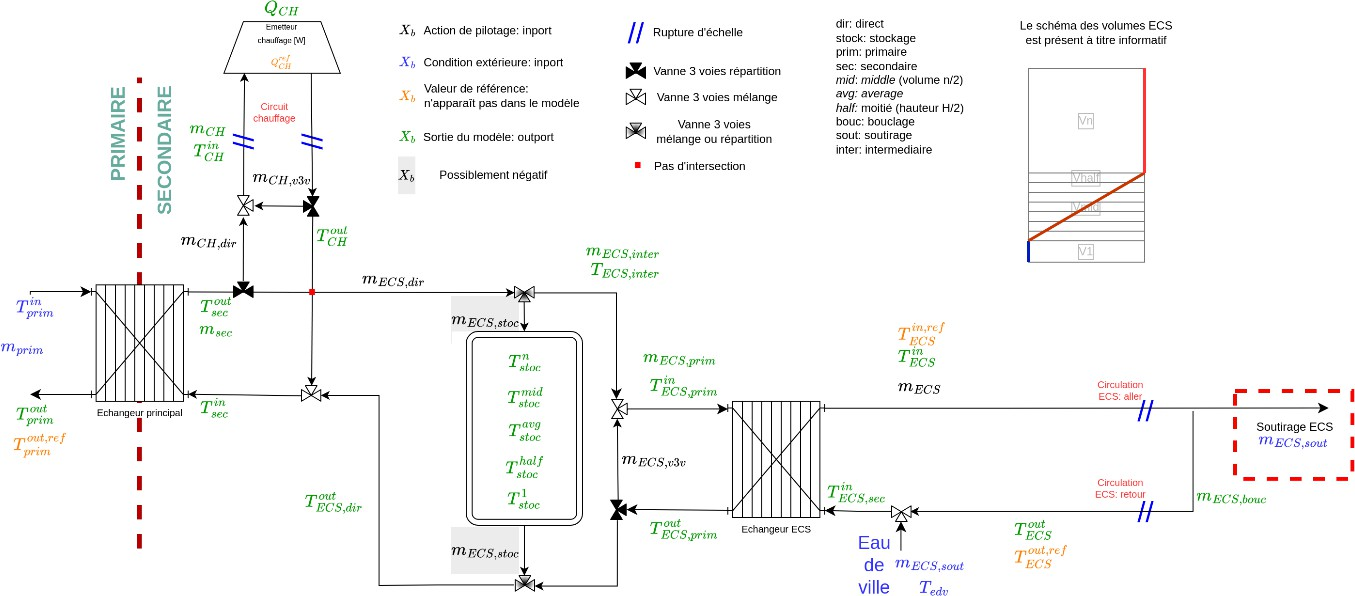 Q_CH
Emetteur
chauffage [W]
Q_CH^ref
Circuit
chauffage
PRIMAIRE
SECONDAIRE
m_CH
T_CH^in
m_CH,v3v
T_CH^out
m_CH,dir
X_b Action de pilotage: inport
X_b Condition extérieure: inport
X_b Valeur de référence:
n'apparaît pas dans le modèle
X_b Sortie du modèle: outport
X_b Possiblement négatif
Rupture d'échelle
Vanne 3 voies répartition
Vanne 3 voies mélange
Vanne 3 voies
mélange ou répartition
Pas d'intersection
dir: direct
stock: stockage
prim: primaire
sec: secondaire
mid: middle (volume n/2)
avg: average
half: moitié (hauteur H/2)
bouc: bouclage
sout: soutirage
inter: intermediaire
Le schéma des volumes ECS
est présent à titre informatif
Vn
Vhalf
Vmid
V1
T_prim^in
m_prim
T_prim^out
T_prim^out,ref
Echangeur principal
T_sec^out
m_sec
T_sec^in
m_ECS,dir
m_ECS,inter
T_ECS,inter
m_ECS,stoc
T_stoc^n
T_stoc^mid
T_stoc^avg
T_stoc^half
T_stoc^1
m_ECS,stoc
T_ECS,dir^out
m_ECS,prim
T_ECS,prim^in
m_ECS,v3v
T_ECS,prim^out
Echangeur ECS
T_ECS^in,ref
T_ECS^in
m_ECS
Circulation
ECS: aller
Soutirage ECS
m_ECS,sout
Circulation
ECS: retour
m_ECS,bouc
T_ECS,sec^in
T_ECS^out
T_ECS^out,ref
Eau
de
ville
m_ECS,sout
T_edv